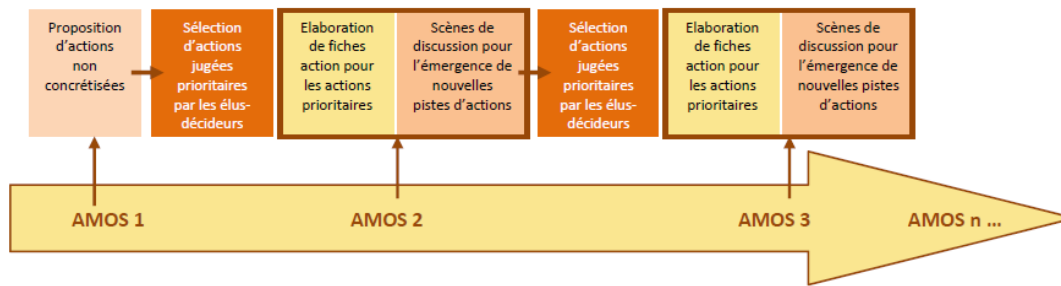 Proposition
d'actions
non
concrétisées
Sélection
d'actions
jugées
prioritaires
par les élus-
décideurs
Elaboration
de fiches
action pour
les actions
prioritaires
Scènes de
discussion pour
l'émergence de
nouvelles
pistes d'actions
Sélection
d'actions
jugées
prioritaires
par les élus-
décideurs
Elaboration
de fiches
action pour
les actions
prioritaires
Scènes de
discussion pour
l'émergence de
nouvelles pistes
d'actions
AMOS 1
AMOS 2
AMOS 3
AMOS n ...